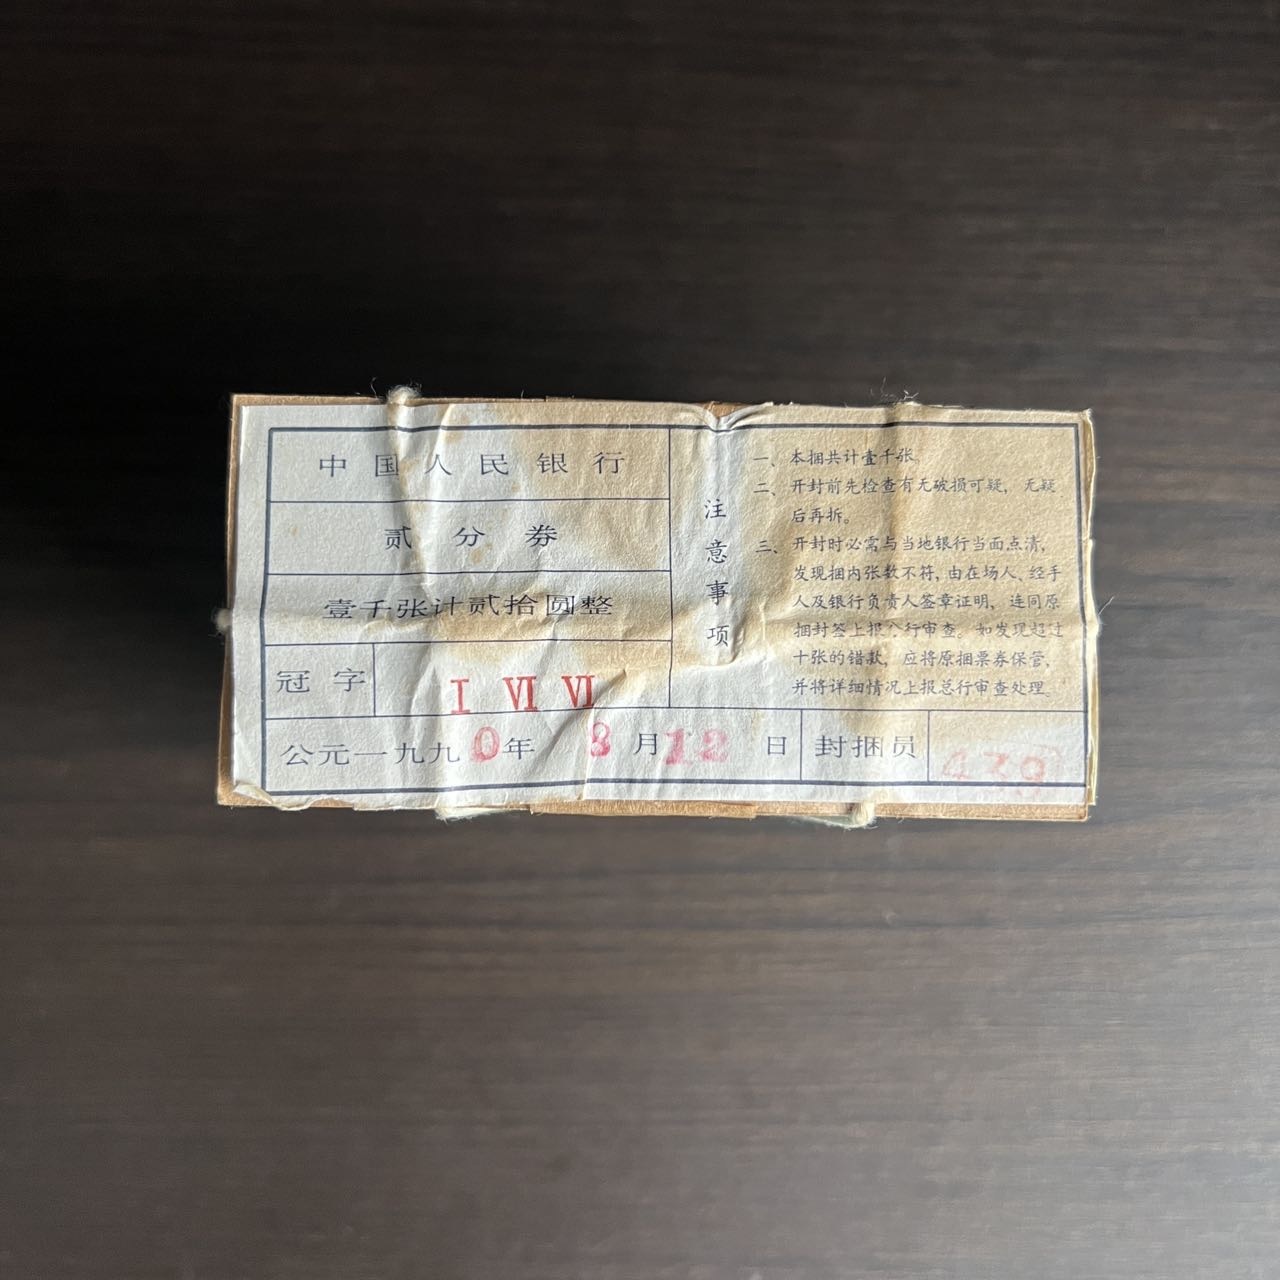 中国人民银行
贰分券
壹千张计贰拾圆整
冠字 I VI VI
公元一九九0年 8月12日 封捆员 439
注意事项
一、本捆共计壹千张。
二、开封前先检查有无破损可疑，无疑
后再拆。
三、开封时必需与当地银行当面点清，
发现捆内张数不符，由在场人、经手
人及银行负责人签章证明，连同原
捆封签上报分行审查。如发现超过
十张的错款，应将原捆票券保管，
并将详细情况上报总行审查处理。